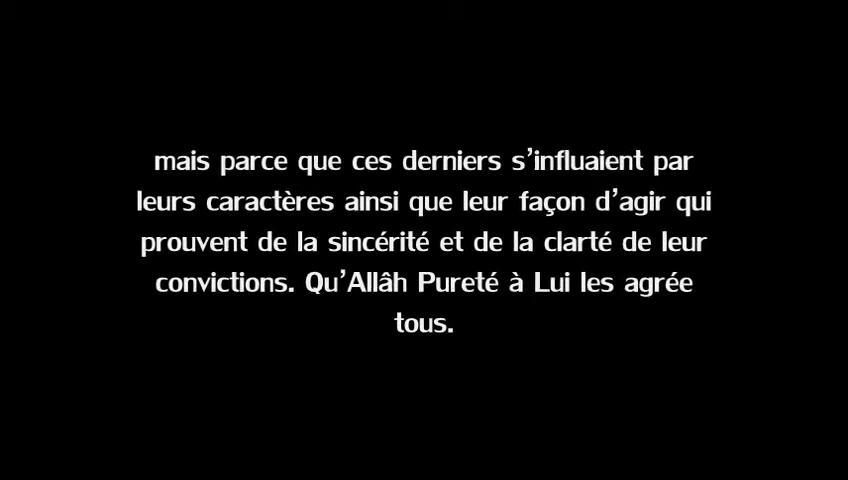 mais parce que ces derniers s'influaient par
leurs caractères ainsi que leur façon d'agir qui
prouvent de la sincérité et de la clarté de leur
convictions. Qu'Allâh Pureté à Lui les agrée
tous.